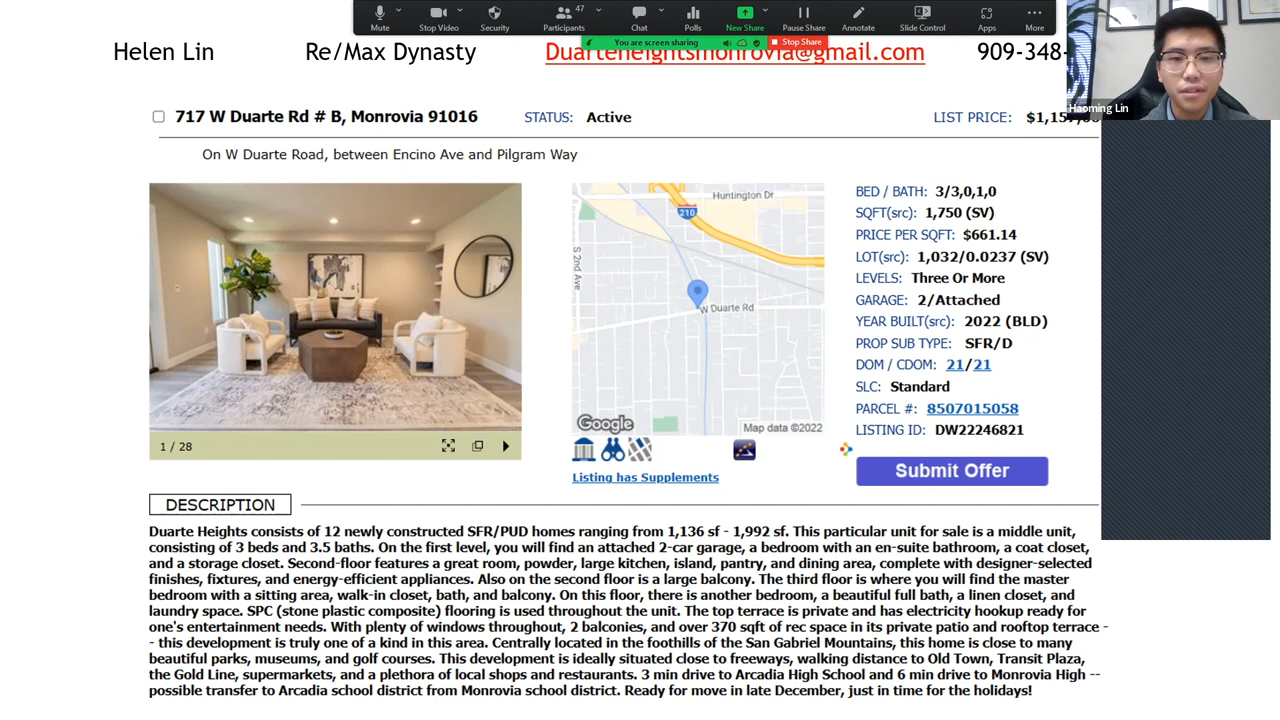 Mute
Stop Video
Security
Participants
47
Chat
Polls
New Share
Pause Share
Annotate
Slide Control
Apps
More
You are screen sharing
Stop Share
Helen Lin Re/Max Dynasty Duarteheightsmonrovia@gmail.com 909-348-
Haoming Lin
717 W Duarte Rd # B, Monrovia 91016 STATUS: Active LIST PRICE:
On W Duarte Road, between Encino Ave and Pilgram Way
Huntington Dr
210
S 2nd Ave
W Duarte Rd
Google
Map data ©2022
1 / 28
Listing has Supplements
BED / BATH: 3/3,0,1,0
SQFT(src): 1,750 (SV)
PRICE PER SQFT: $661.14
LOT(src): 1,032/0.0237 (SV)
LEVELS: Three Or More
GARAGE: 2/Attached
YEAR BUILT(src): 2022 (BLD)
PROP SUB TYPE: SFR/D
DOM / CDOM: 21/21
SLC: Standard
PARCEL #: 8507015058
LISTING ID: DW22246821
Submit Offer
DESCRIPTION
Duarte Heights consists of 12 newly constructed SFR/PUD homes ranging from 1,136 sf - 1,992 sf. This particular unit for sale is a middle unit,
consisting of 3 beds and 3.5 baths. On the first level, you will find an attached 2-car garage, a bedroom with an en-suite bathroom, a coat closet,
and a storage closet. Second-floor features a great room, powder, large kitchen, island, pantry, and dining area, complete with designer-selected
finishes, fixtures, and energy-efficient appliances. Also on the second floor is a large balcony. The third floor is where you will find the master
bedroom with a sitting area, walk-in closet, bath, and balcony. On this floor, there is another bedroom, a beautiful full bath, a linen closet, and
laundry space. SPC (stone plastic composite) flooring is used throughout the unit. The top terrace is private and has electricity hookup ready for
one's entertainment needs. With plenty of windows throughout, 2 balconies, and over 370 sqft of rec space in its private patio and rooftop terrace -
- this development is truly one of a kind in this area. Centrally located in the foothills of the San Gabriel Mountains, this home is close to many
beautiful parks, museums, and golf courses. This development is ideally situated close to freeways, walking distance to Old Town, Transit Plaza,
the Gold Line, supermarkets, and a plethora of local shops and restaurants. 3 min drive to Arcadia High School and 6 min drive to Monrovia High --
possible transfer to Arcadia school district from Monrovia school district. Ready for move in late December, just in time for the holidays!